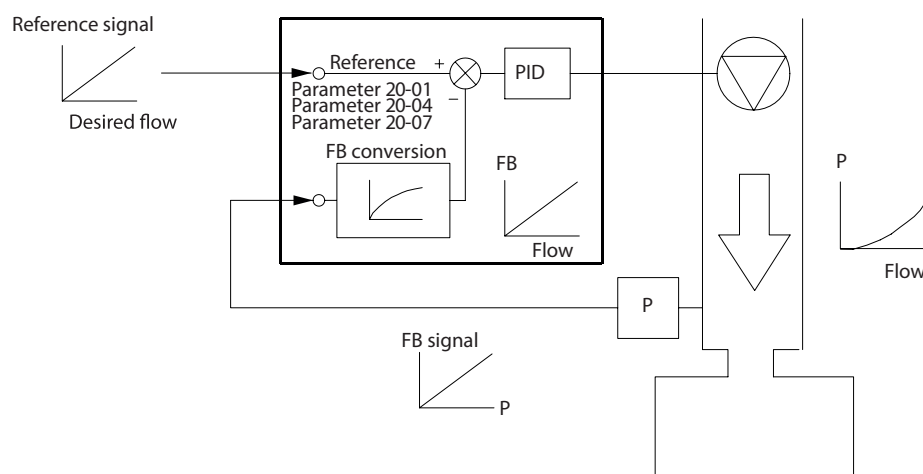 Reference signal
Desired flow
Reference
+
PID
Parameter 20-01
Parameter 20-04
Parameter 20-07
–
FB conversion
FB
Flow
P
Flow
P
FB signal
P